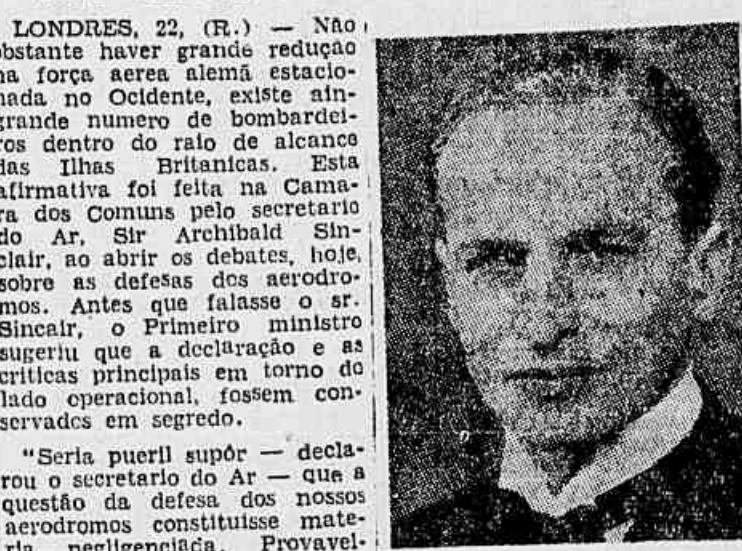 LONDRES, 22, (R.) — Não
obstante haver grande redução
na força aerea alemã estacio-
nada no Ocidente, existe ain-
grande numero de bombardei-
ros dentro do raio de alcance
das Ilhas Britanicas. Esta
afirmativa foi feita na Cama-
ra dos Comuns pelo secretario
do Ar, Sir Archibald Sin-
clair, ao abrir os debates, hoje,
sobre as defesas dos aerodro-
mos. Antes que falasse o sr.
Sincair, o Primeiro ministro
sugeriu que a declaração e as
criticas principais em torno do
lado operacional, fossem con-
servados em segredo.
"Seria pueril supôr — decla-
rou o secretario do Ar — que a
questão da defesa dos nossos
aerodromos constituisse mate-
ria negligenciada. Provavel-